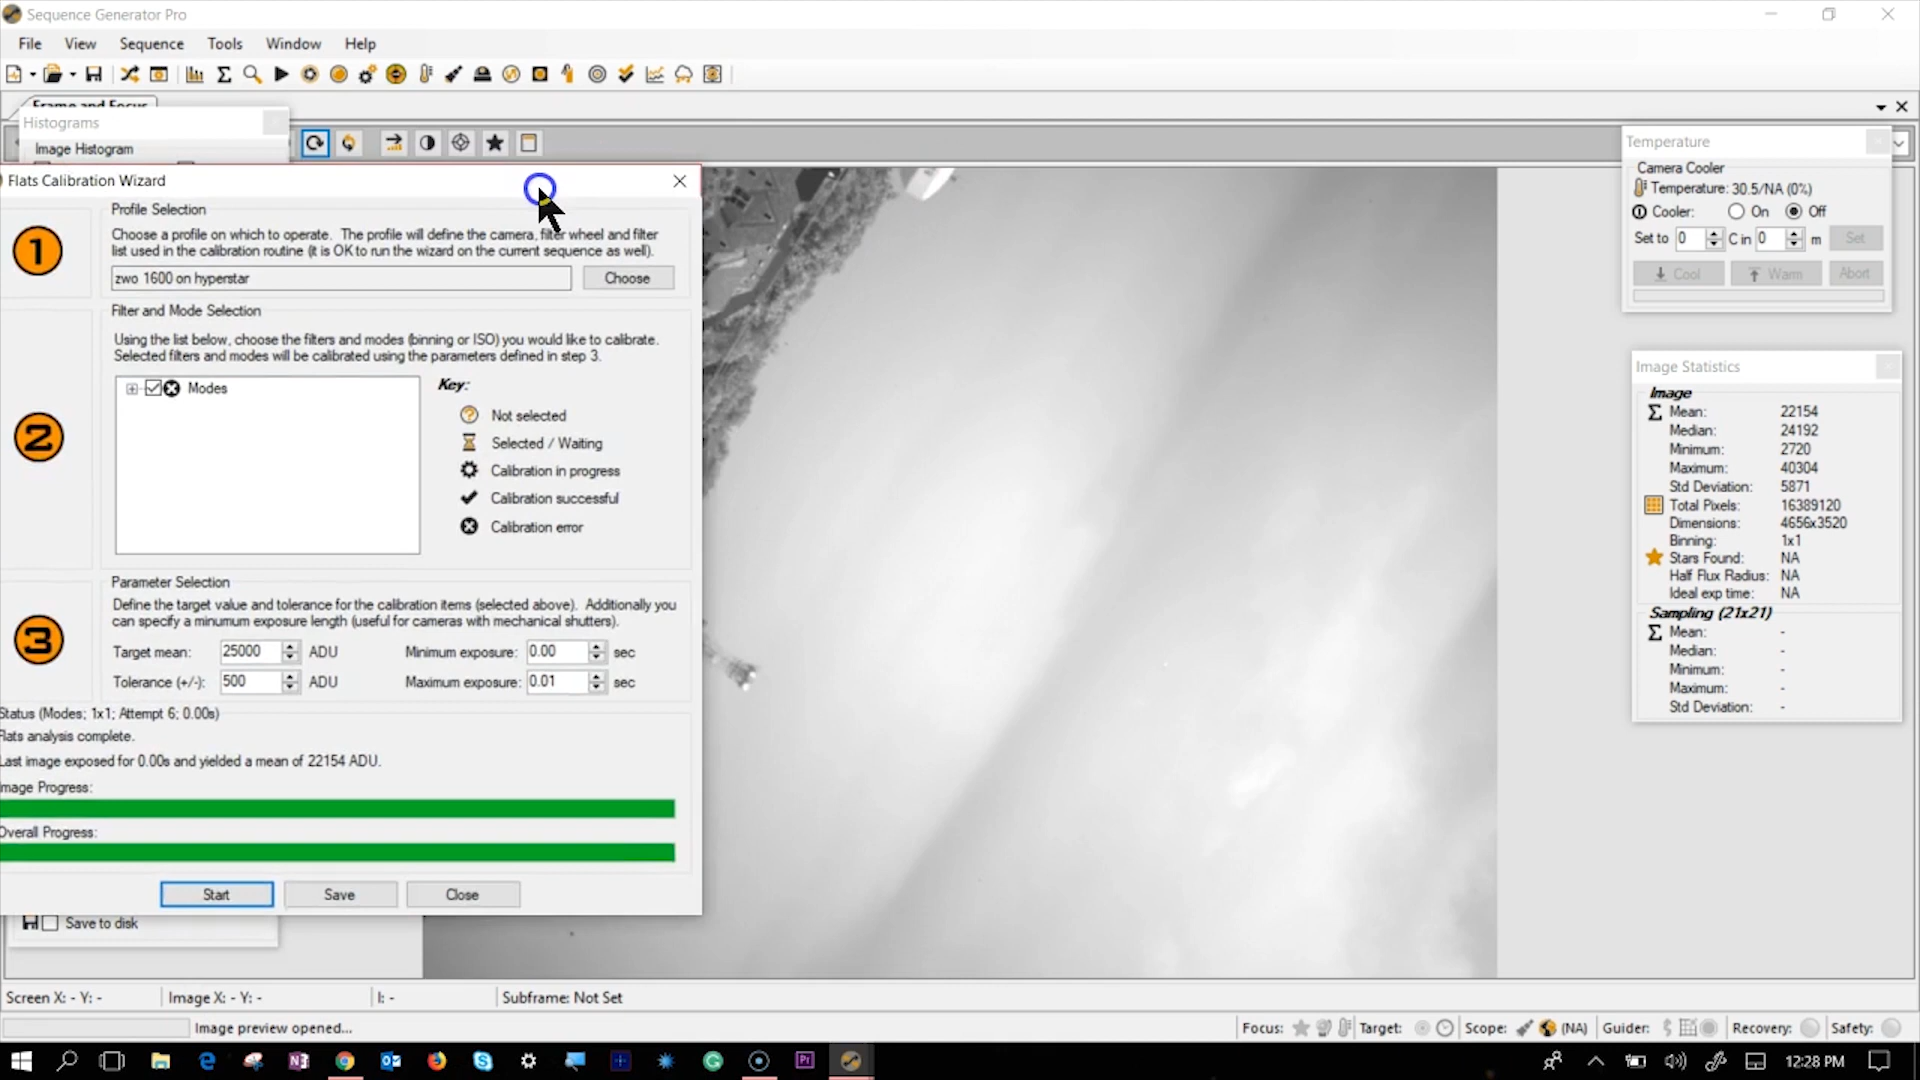 Sequence Generator Pro
File View Sequence Tools Window Help
Frame and Focus
Histograms
Image Histogram
Flats Calibration Wizard
Profile Selection
Choose a profile on which to operate. The profile will define the camera, filter wheel and filter
list used in the calibration routine (it is OK to run the wizard on the current sequence as well).
zwo 1600 on hyperstar
Choose
Filter and Mode Selection
Using the list below, choose the filters and modes (binning or ISO) you would like to calibrate.
Selected filters and modes will be calibrated using the parameters defined in step 3.
Modes
Key:
Not selected
Selected / Waiting
Calibration in progress
Calibration successful
Calibration error
1
2
3
Parameter Selection
Define the target value and tolerance for the calibration items (selected above). Additionally you
can specify a minumum exposure length (useful for cameras with mechanical shutters).
Target mean: 25000 ADU Minimum exposure: 0.00 sec
Tolerance (+/-): 500 ADU Maximum exposure: 0.01 sec
Status (Modes; 1x1; Attempt 6; 0.00s)
lats analysis complete.
Last image exposed for 0.00s and yielded a mean of 22154 ADU.
mage Progress:
Overall Progress:
Start Save Close
Save to disk
Temperature
Camera Cooler
Temperature: 30.5/NA (0%)
Cooler: On Off
Set to 0 C in 0 m Set
Cool Warm Abort
Image Statistics
Image
Mean: 22154
Median: 24192
Minimum: 2720
Maximum: 40304
Std Deviation: 5871
Total Pixels: 16389120
Dimensions: 4656x3520
Binning: 1x1
Stars Found: NA
Half Flux Radius: NA
Ideal exp time: NA
Sampling (21x21)
Mean: -
Median: -
Minimum: -
Maximum: -
Std Deviation: -
Screen X: - Y: - Image X: - Y: - I: - Subframe: Not Set
Image preview opened... Focus: Target: Scope: (NA) Guider: Recovery: Safety:
12:28 PM